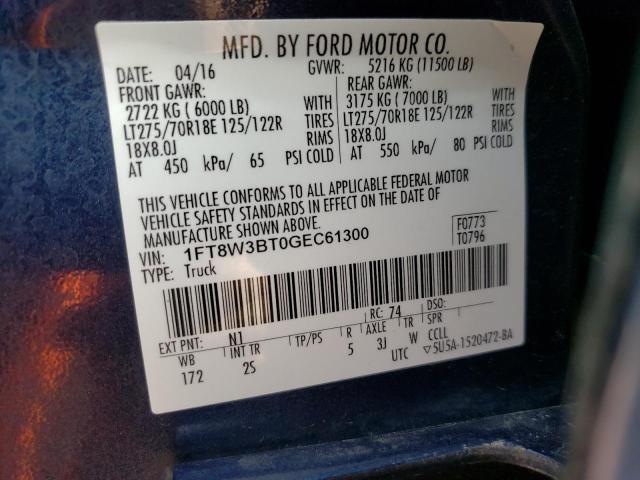 MFD. BY FORD MOTOR CO.
DATE: 04/16 GVWR: 5216 KG (11500 LB)
FRONT GAWR: REAR GAWR:
2722 KG (6000 LB) WITH 3175 KG (7000 LB) WITH
LT275/70R18E 125/122R TIRES LT275/70R18E 125/122R TIRES
18X8.0J RIMS 18X8.0J RIMS
AT 450 kPa/ 65 PSI COLD AT 550 kPa/ 80 PSI COLD
THIS VEHICLE CONFORMS TO ALL APPLICABLE FEDERAL MOTOR
VEHICLE SAFETY STANDARDS IN EFFECT ON THE DATE OF
MANUFACTURE SHOWN ABOVE.
VIN: 1FT8W3BT0GEC61300 F0773
TYPE: Truck T0796
EXT PNT: N1 RC: 74 DSO:
WB INT TR TP/PS R AXLE TR SPR
172 2S 5 3J W CCLL
UTC ▽5U5A-1520472-BA